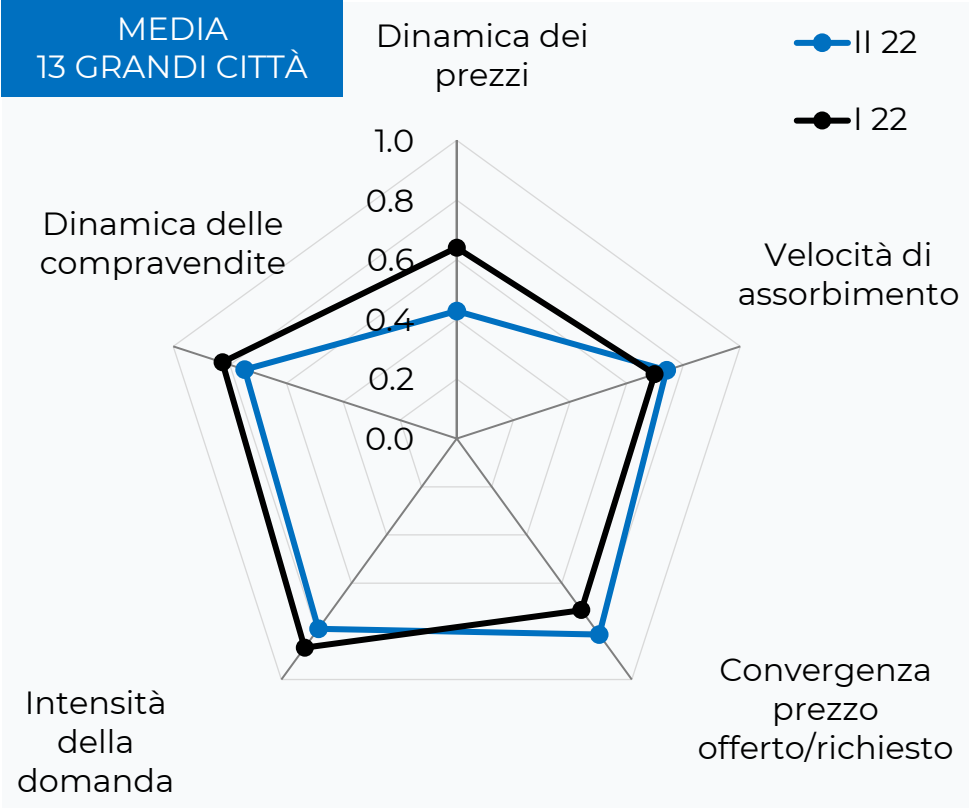 MEDIA
13 GRANDI CITTÀ
Dinamica dei
prezzi
II 22
I 22
1.0
0.8
0.6
0.4
0.2
0.0
Dinamica delle
compravendite
Velocità di
assorbimento
Convergenza
prezzo
offerto/richiesto
Intensità
della
domanda